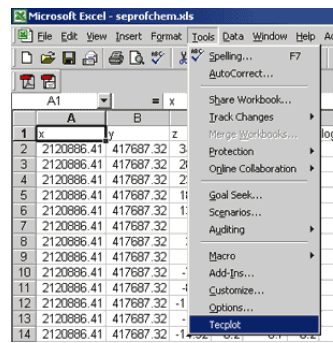 Microsoft Excel - seprofchem.xls
File Edit View Insert Format Tools Data Window Help
Spelling... F7
AutoCorrect...
Share Workbook...
Track Changes
Merge Workbooks...
Protection
Online Collaboration
Goal Seek...
Scenarios...
Auditing
Macro
Add-Ins...
Customize...
Options...
Tecplot
A1 = x
A B
1 x y z
2 2120886.41 417687.32
3 2120886.41 417687.32
4 2120886.41 417687.32
5 2120886.41 417687.32
6 2120886.41 417687.32
7 2120886.41 417687.32
8 2120886.41 417687.32
9 2120886.41 417687.32
10 2120886.41 417687.32
11 2120886.41 417687.32
12 2120886.41 417687.32
13 2120886.41 417687.32
14 2120886.41 417687.32